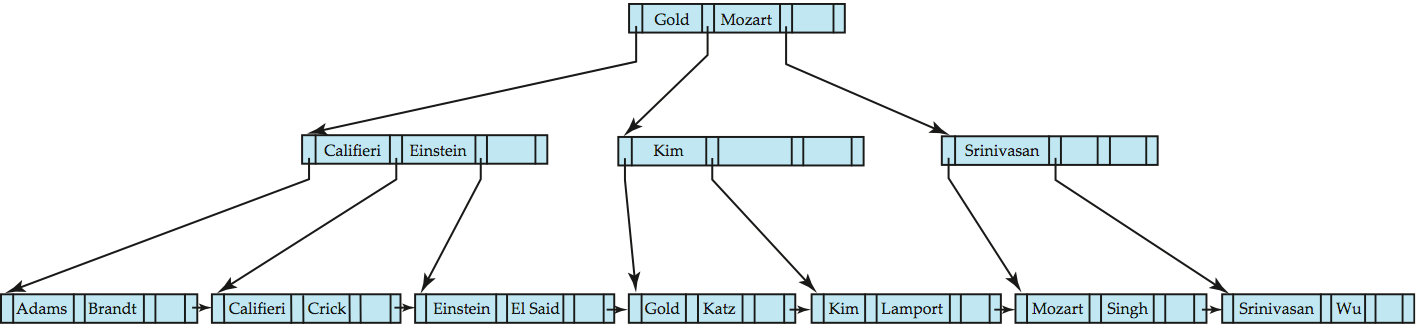 Gold Mozart
Califieri Einstein Kim Srinivasan
Adams Brandt Califieri Crick Einstein El Said Gold Katz Kim Lamport Mozart Singh Srinivasan Wu